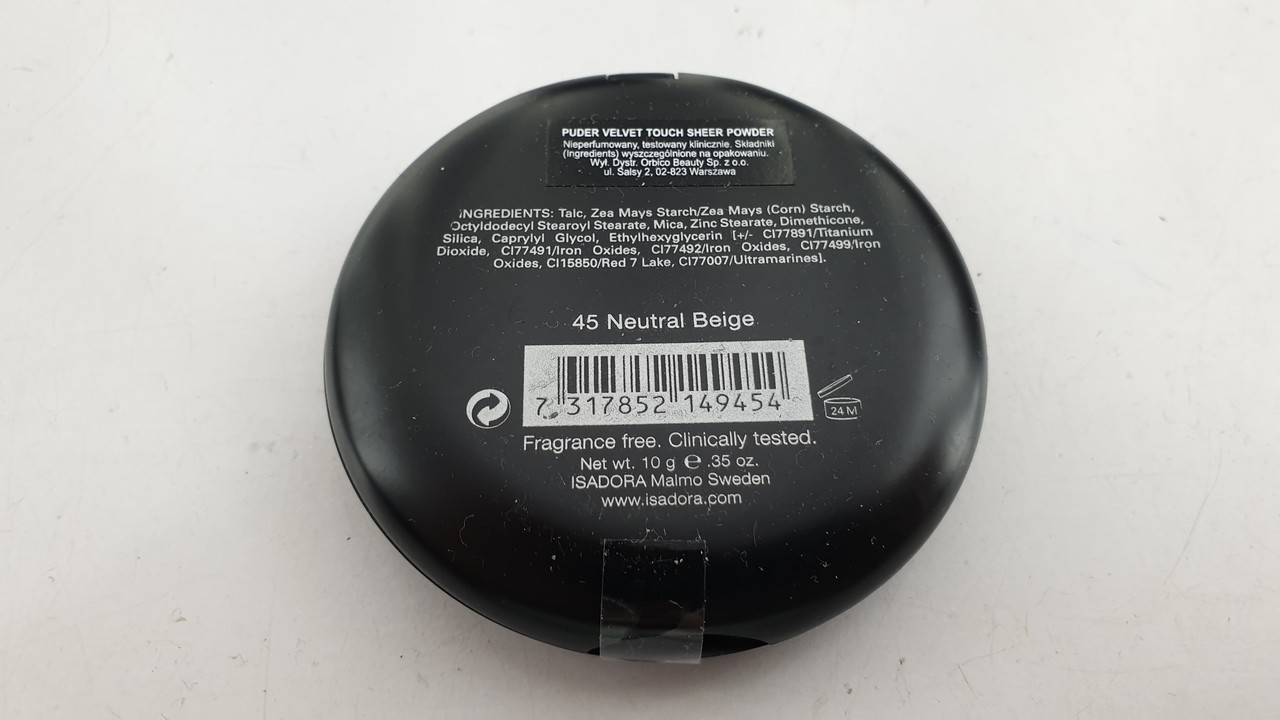 PUDER VELVET TOUCH SHEER POWDER
Nieperfumowany, testowany klinicznie. Składniki
(Ingredients) wyszczególnione na opakowaniu.
Wył. Dystr. Orbico Beauty Sp. z o.o.
ul. Salsy 2, 02-823 Warszawa
INGREDIENTS: Talc, Zea Mays Starch/Zea Mays (Corn) Starch,
Octyldodecyl Stearoyl Stearate, Mica, Zinc Stearate, Dimethicone,
Silica, Caprylyl Glycol, Ethylhexyglycerin [+/- CI77891/Titanium
Dioxide, CI77491/Iron Oxides, CI77492/Iron Oxides, CI77499/Iron
Oxides, CI15850/Red 7 Lake, CI77007/Ultramarines].
45 Neutral Beige
7 317852 149454
24 M
Fragrance free. Clinically tested.
Net wt. 10 g ℮ .35 oz.
ISADORA Malmo Sweden
www.isadora.com